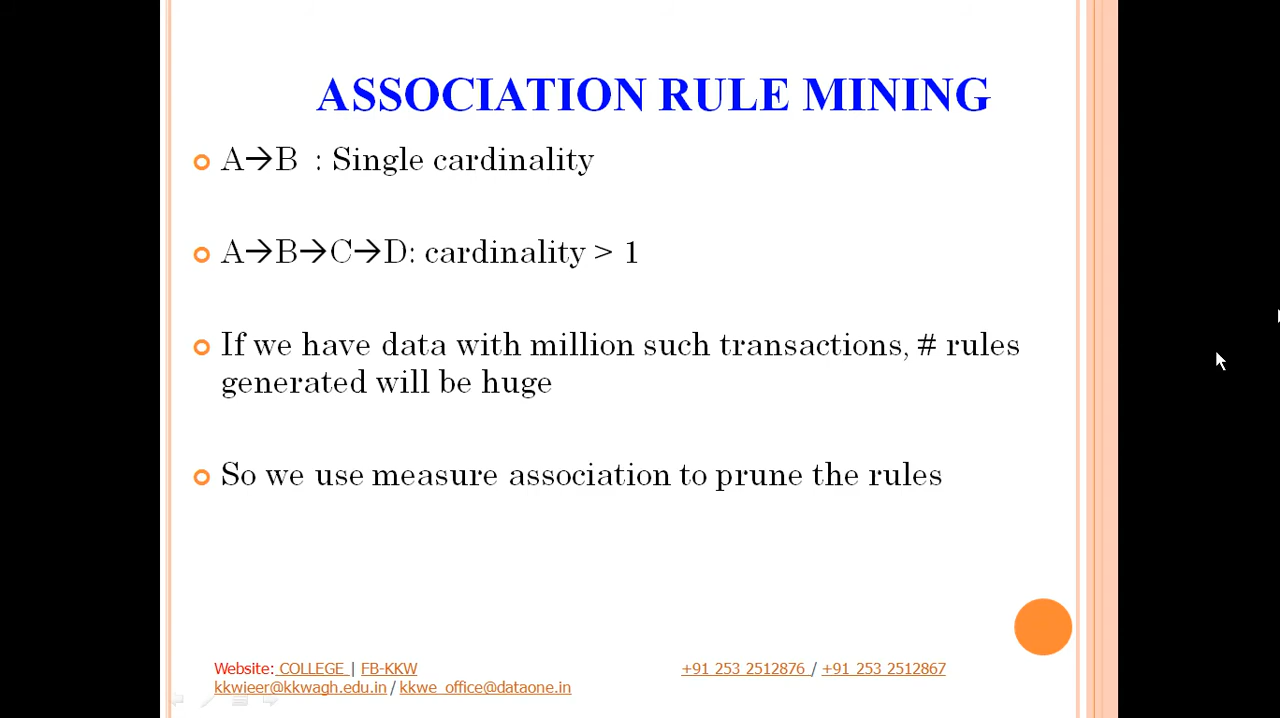 ASSOCIATION RULE MINING
A→B : Single cardinality
A→B→C→D: cardinality > 1
If we have data with million such transactions, # rules
generated will be huge
So we use measure association to prune the rules
Website: COLLEGE | FB-KKW
+91 253 2512876 / +91 253 2512867
kkwieer@kkwagh.edu.in / kkwe_office@dataone.in